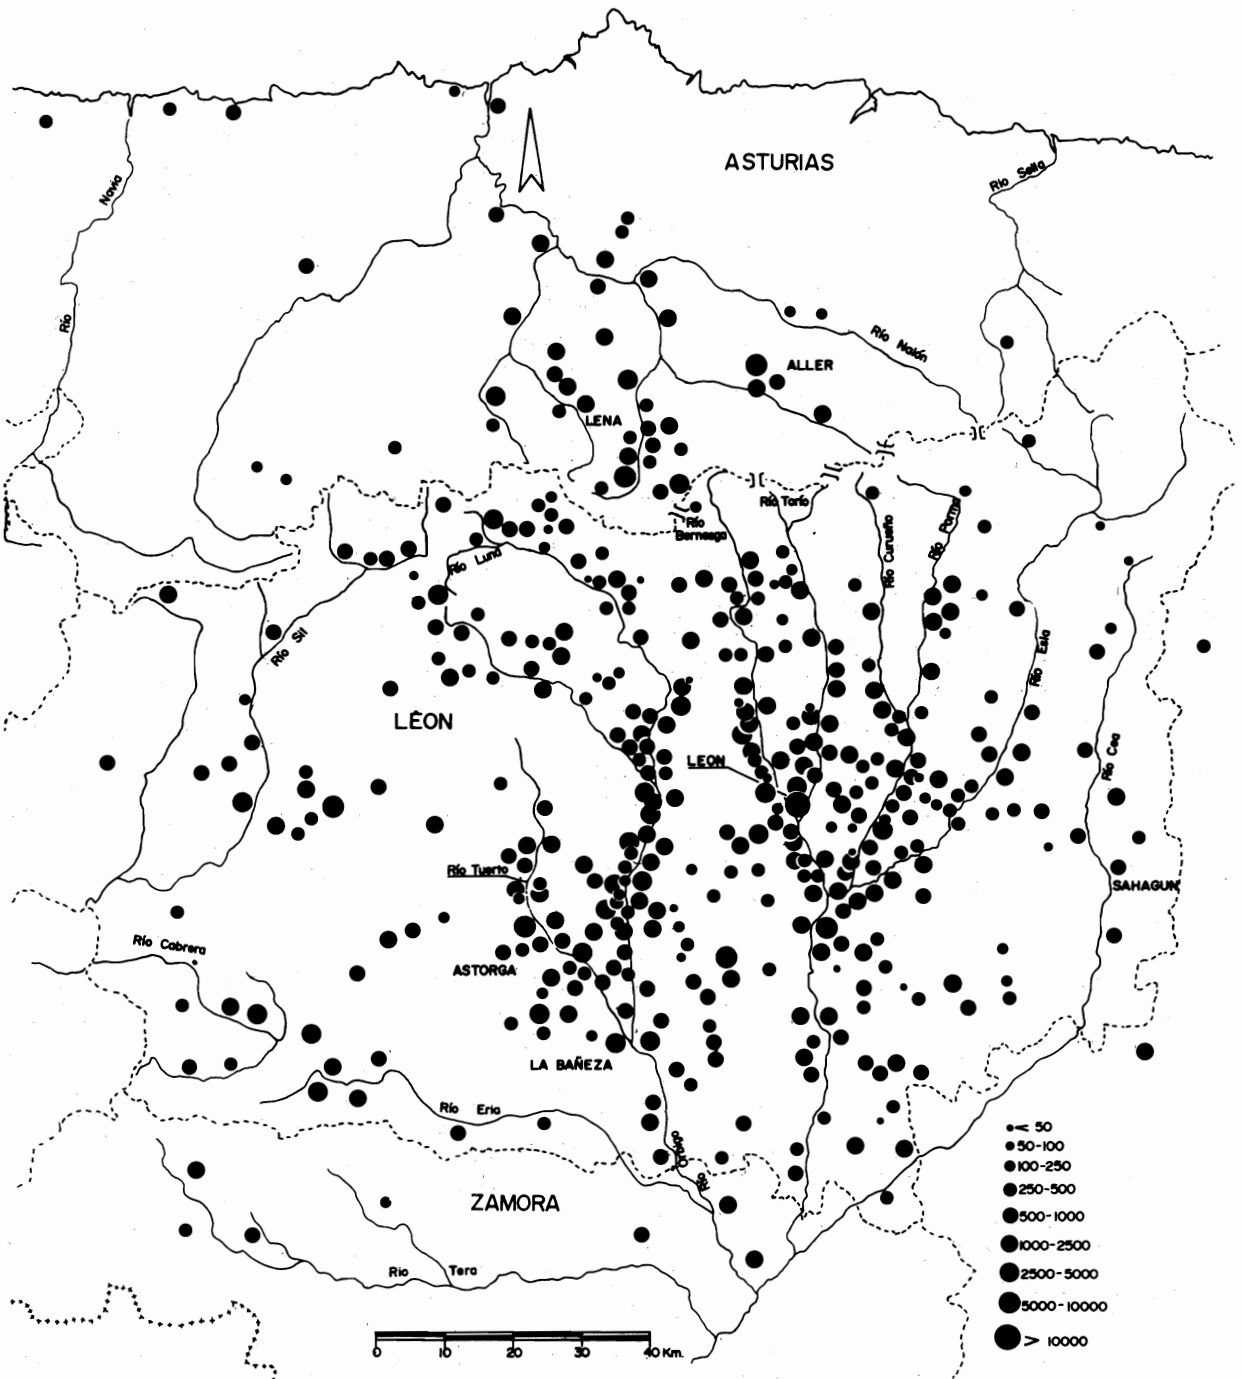 ASTURIAS
Río Sella
Río Navia
Río Nalón
ALLER
LENA
Río Torío
Río Bernesga
Río Curueño
Río Porma
Río Luna
Río Sil
Río Esla
LÉON
LEON
Río Cea
Río Tuerto
SAHAGUN
Río Cabrera
ASTORGA
LA BAÑEZA
Río Eria
Río Orbigo
ZAMORA
Rio Tera
< 50
50-100
100-250
250-500
500-1000
1000-2500
2500-5000
5000-10000
> 10000
0 10 20 30 40 Km.